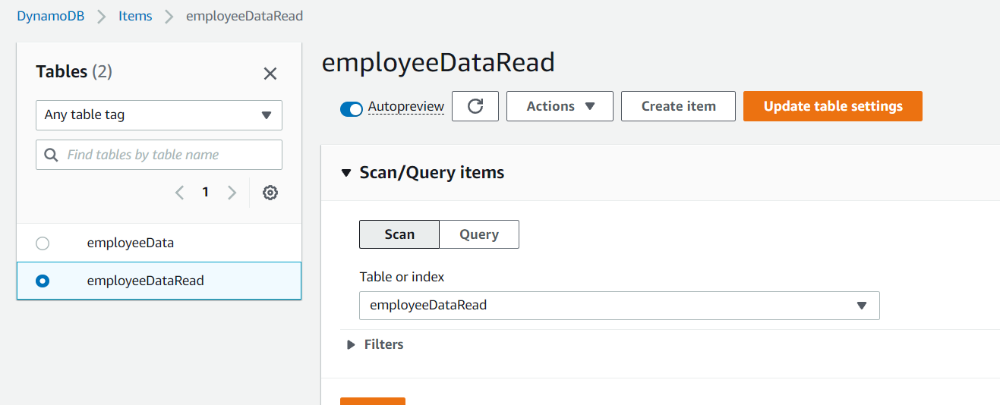 DynamoDB Items employeeDataRead
Tables (2)
Any table tag
Find tables by table name
1
employeeData
employeeDataRead
employeeDataRead
Autopreview Actions Create item Update table settings
Scan/Query items
Scan Query
Table or index
employeeDataRead
Filters